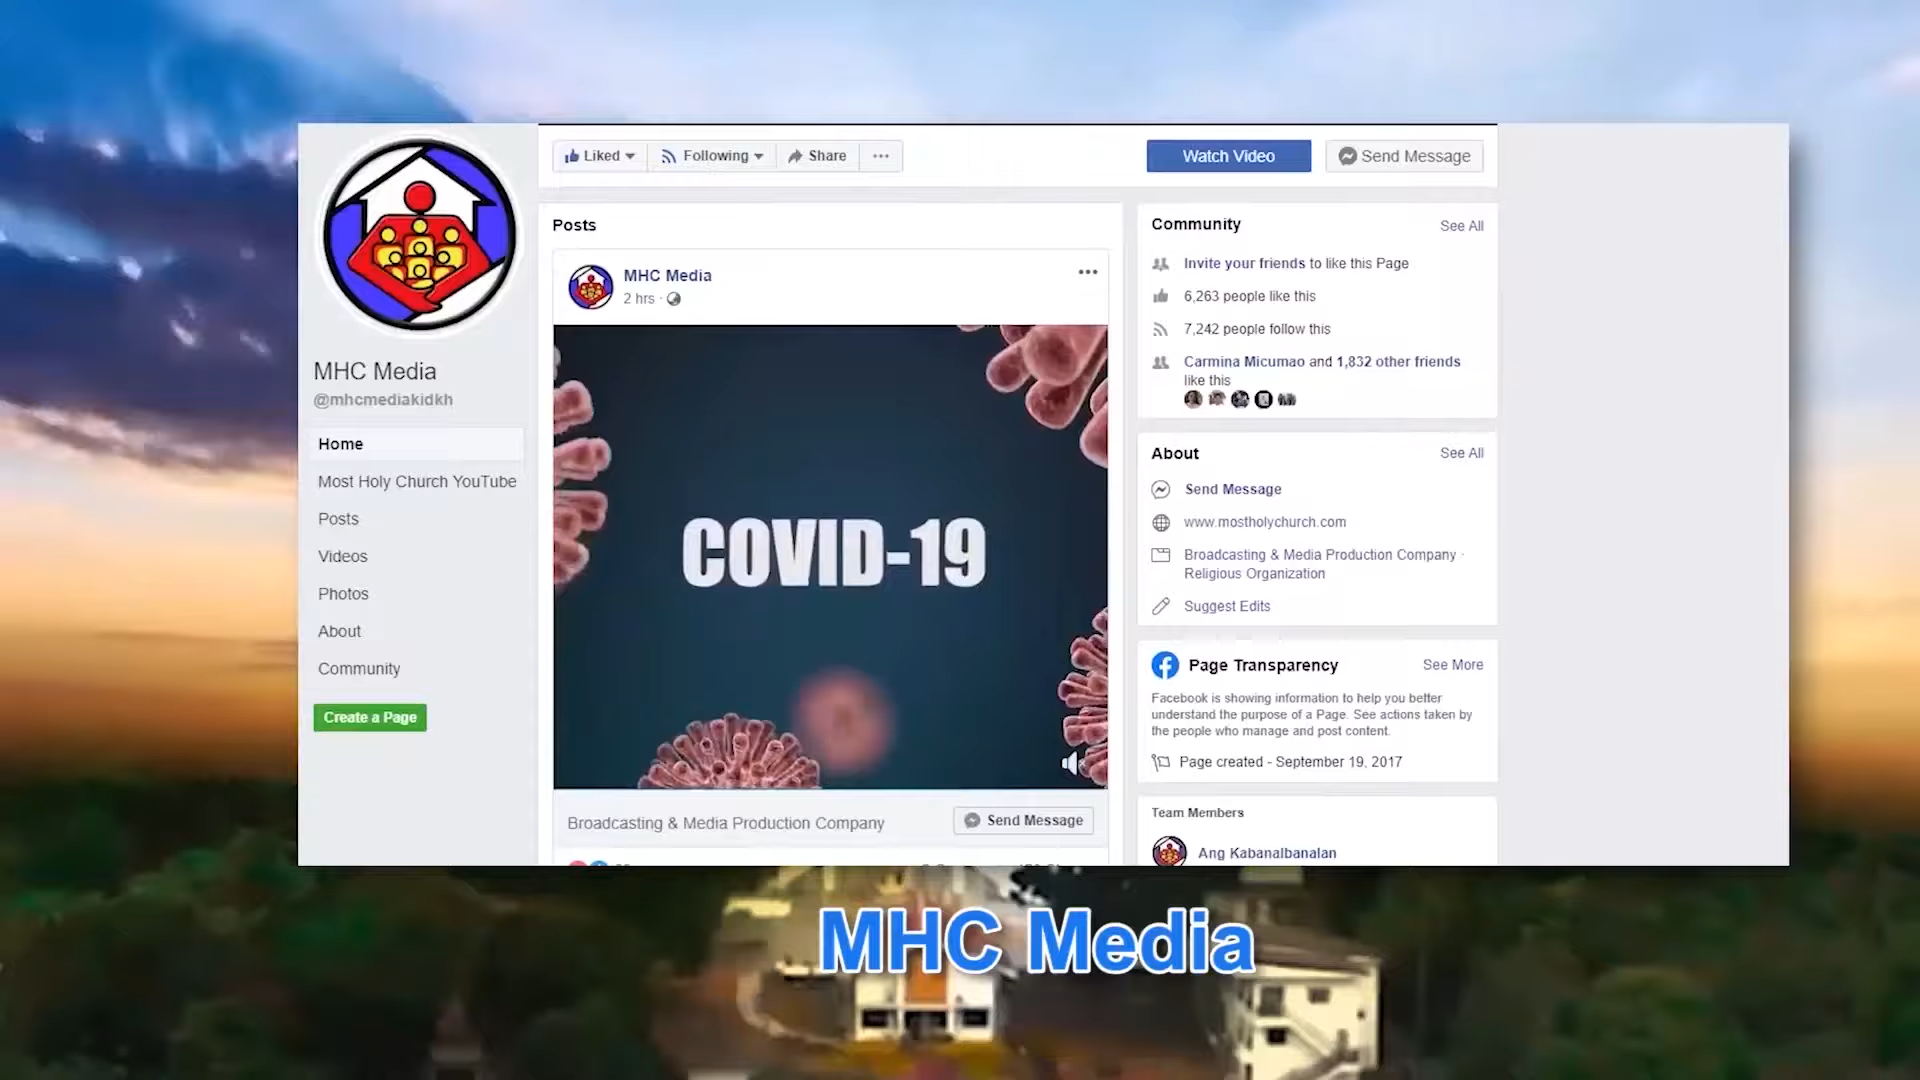 MHC Media
@mhcmediakidkh
Home
Most Holy Church YouTube
Posts
Videos
Photos
About
Community
Create a Page
Liked
Following
Share
Watch Video
Send Message
Posts
MHC Media
2 hrs ·
COVID-19
Broadcasting & Media Production Company
Send Message
Community
See All
Invite your friends to like this Page
6,263 people like this
7,242 people follow this
Carmina Micumao and 1,832 other friends
like this
About
See All
Send Message
www.mostholychurch.com
Broadcasting & Media Production Company ·
Religious Organization
Suggest Edits
Page Transparency
See More
Facebook is showing information to help you better
understand the purpose of a Page. See actions taken by
the people who manage and post content.
Page created - September 19, 2017
Team Members
Ang Kabanalbanalan
MHC Media